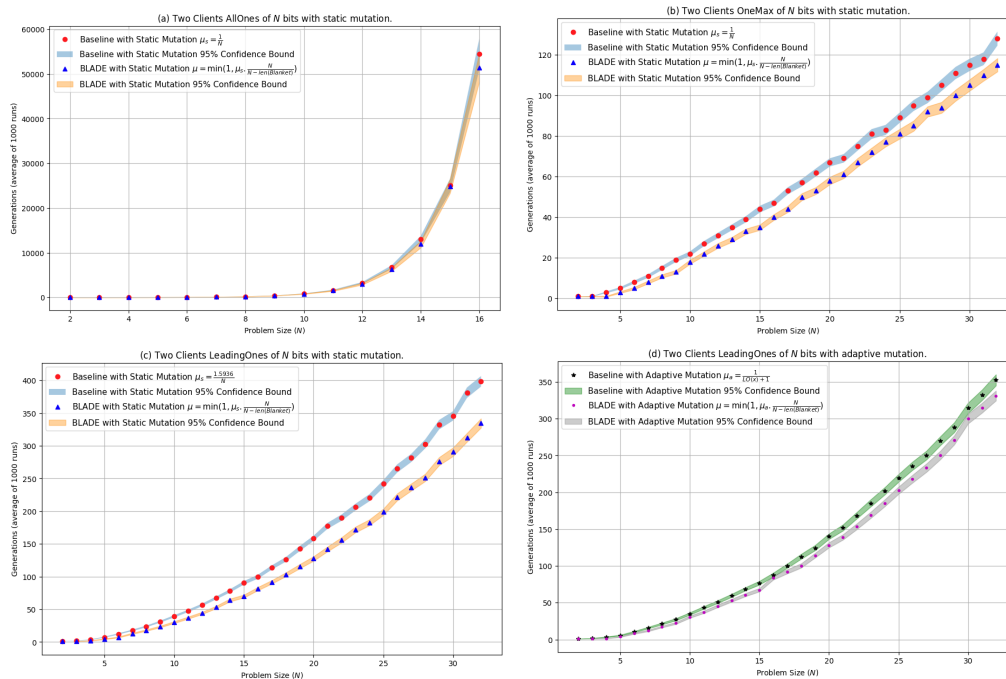 (a) Two Clients AllOnes of N bits with static mutation.
Baseline with Static Mutation μ_s = 1/N
Baseline with Static Mutation 95% Confidence Bound
BLADE with Static Mutation μ = min(1, μ_s. N/(N−len(Blanket)))
BLADE with Static Mutation 95% Confidence Bound
Generations (average of 1000 runs)
60000
50000
40000
30000
20000
10000
0
2 4 6 8 10 12 14 16
Problem Size (N)
(b) Two Clients OneMax of N bits with static mutation.
Baseline with Static Mutation μ_s = 1/N
Baseline with Static Mutation 95% Confidence Bound
BLADE with Static Mutation μ = min(1, μ_s. N/(N−len(Blanket)))
BLADE with Static Mutation 95% Confidence Bound
Generations (average of 1000 runs)
120
100
80
60
40
20
0
5 10 15 20 25 30
Problem Size (N)
(c) Two Clients LeadingOnes of N bits with static mutation.
Baseline with Static Mutation μ_s = 1.5936/N
Baseline with Static Mutation 95% Confidence Bound
BLADE with Static Mutation μ = min(1, μ_s. N/(N−len(Blanket)))
BLADE with Static Mutation 95% Confidence Bound
Generations (average of 1000 runs)
400
350
300
250
200
150
100
50
0
5 10 15 20 25 30
Problem Size (N)
(d) Two Clients LeadingOnes of N bits with adaptive mutation.
Baseline with Adaptive Mutation μ_a = 1/(LO(x)+1)
Baseline with Adaptive Mutation 95% Confidence Bound
BLADE with Adaptive Mutation μ = min(1, μ_a. N/(N−len(Blanket)))
BLADE with Adaptive Mutation 95% Confidence Bound
Generations (average of 1000 runs)
350
300
250
200
150
100
50
0
5 10 15 20 25 30
Problem Size (N)